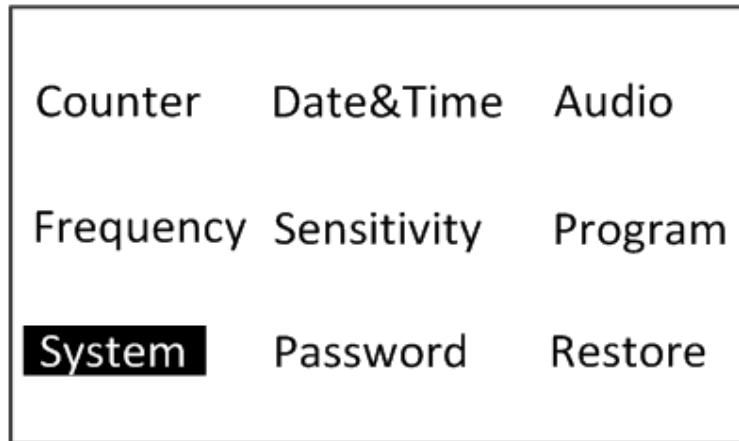 Counter Date&Time Audio
Frequency Sensitivity Program
System Password Restore